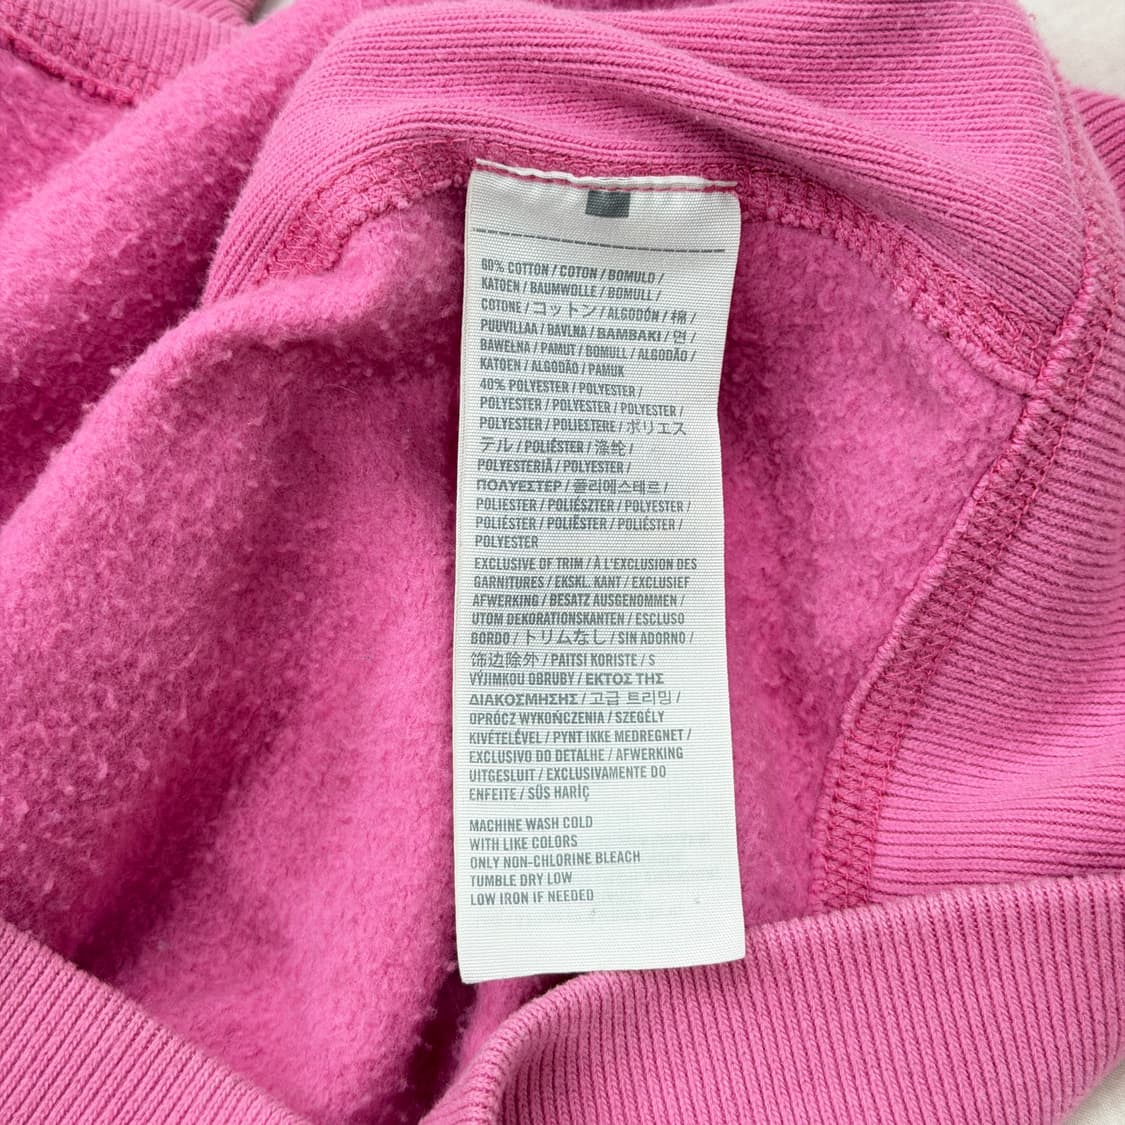 60% COTTON / COTON / BOMULD /
KATOEN / BAUMWOLLE / BOMULL /
COTONE / コットン / ALGODÓN / 棉 /
PUUVILLAA / BAVLNA / BAMBAKI / 면 /
BAWEŁNA / PAMUT / BOMULL / ALGODÃO /
KATOEN / ALGODÃO / PAMUK
40% POLYESTER / POLYESTER /
POLYESTER / POLYESTER / POLYESTER /
POLYESTER / POLIESTERE / ポリエス
テル / POLIÉSTER / 涤纶 /
POLYESTERIÄ / POLYESTER /
ΠΟΛΥΕΣΤΕΡ / 폴리에스테르 /
POLIESTER / POLIÉSZTER / POLYESTER /
POLIÉSTER / POLIËSTER / POLIÉSTER /
POLYESTER
EXCLUSIVE OF TRIM / À L'EXCLUSION DES
GARNITURES / EKSKL. KANT / EXCLUSIEF
AFWERKING / BESATZ AUSGENOMMEN /
UTOM DEKORATIONSKANTEN / ESCLUSO
BORDO / トリムなし / SIN ADORNO /
饰边除外 / PAITSI KORISTE / S
VÝJIMKOU OBRUBY / ΕΚΤΟΣ ΤΗΣ
ΔΙΑΚΟΣΜΗΣΗΣ / 고급 트리밍 /
OPRÓCZ WYKOŃCZENIA / SZEGÉLY
KIVÉTELÉVEL / PYNT IKKE MEDREGNET /
EXCLUSIVO DO DETALHE / AFWERKING
UITGESLUIT / EXCLUSIVAMENTE DO
ENFEITE / SÜS HARİÇ
MACHINE WASH COLD
WITH LIKE COLORS
ONLY NON-CHLORINE BLEACH
TUMBLE DRY LOW
LOW IRON IF NEEDED